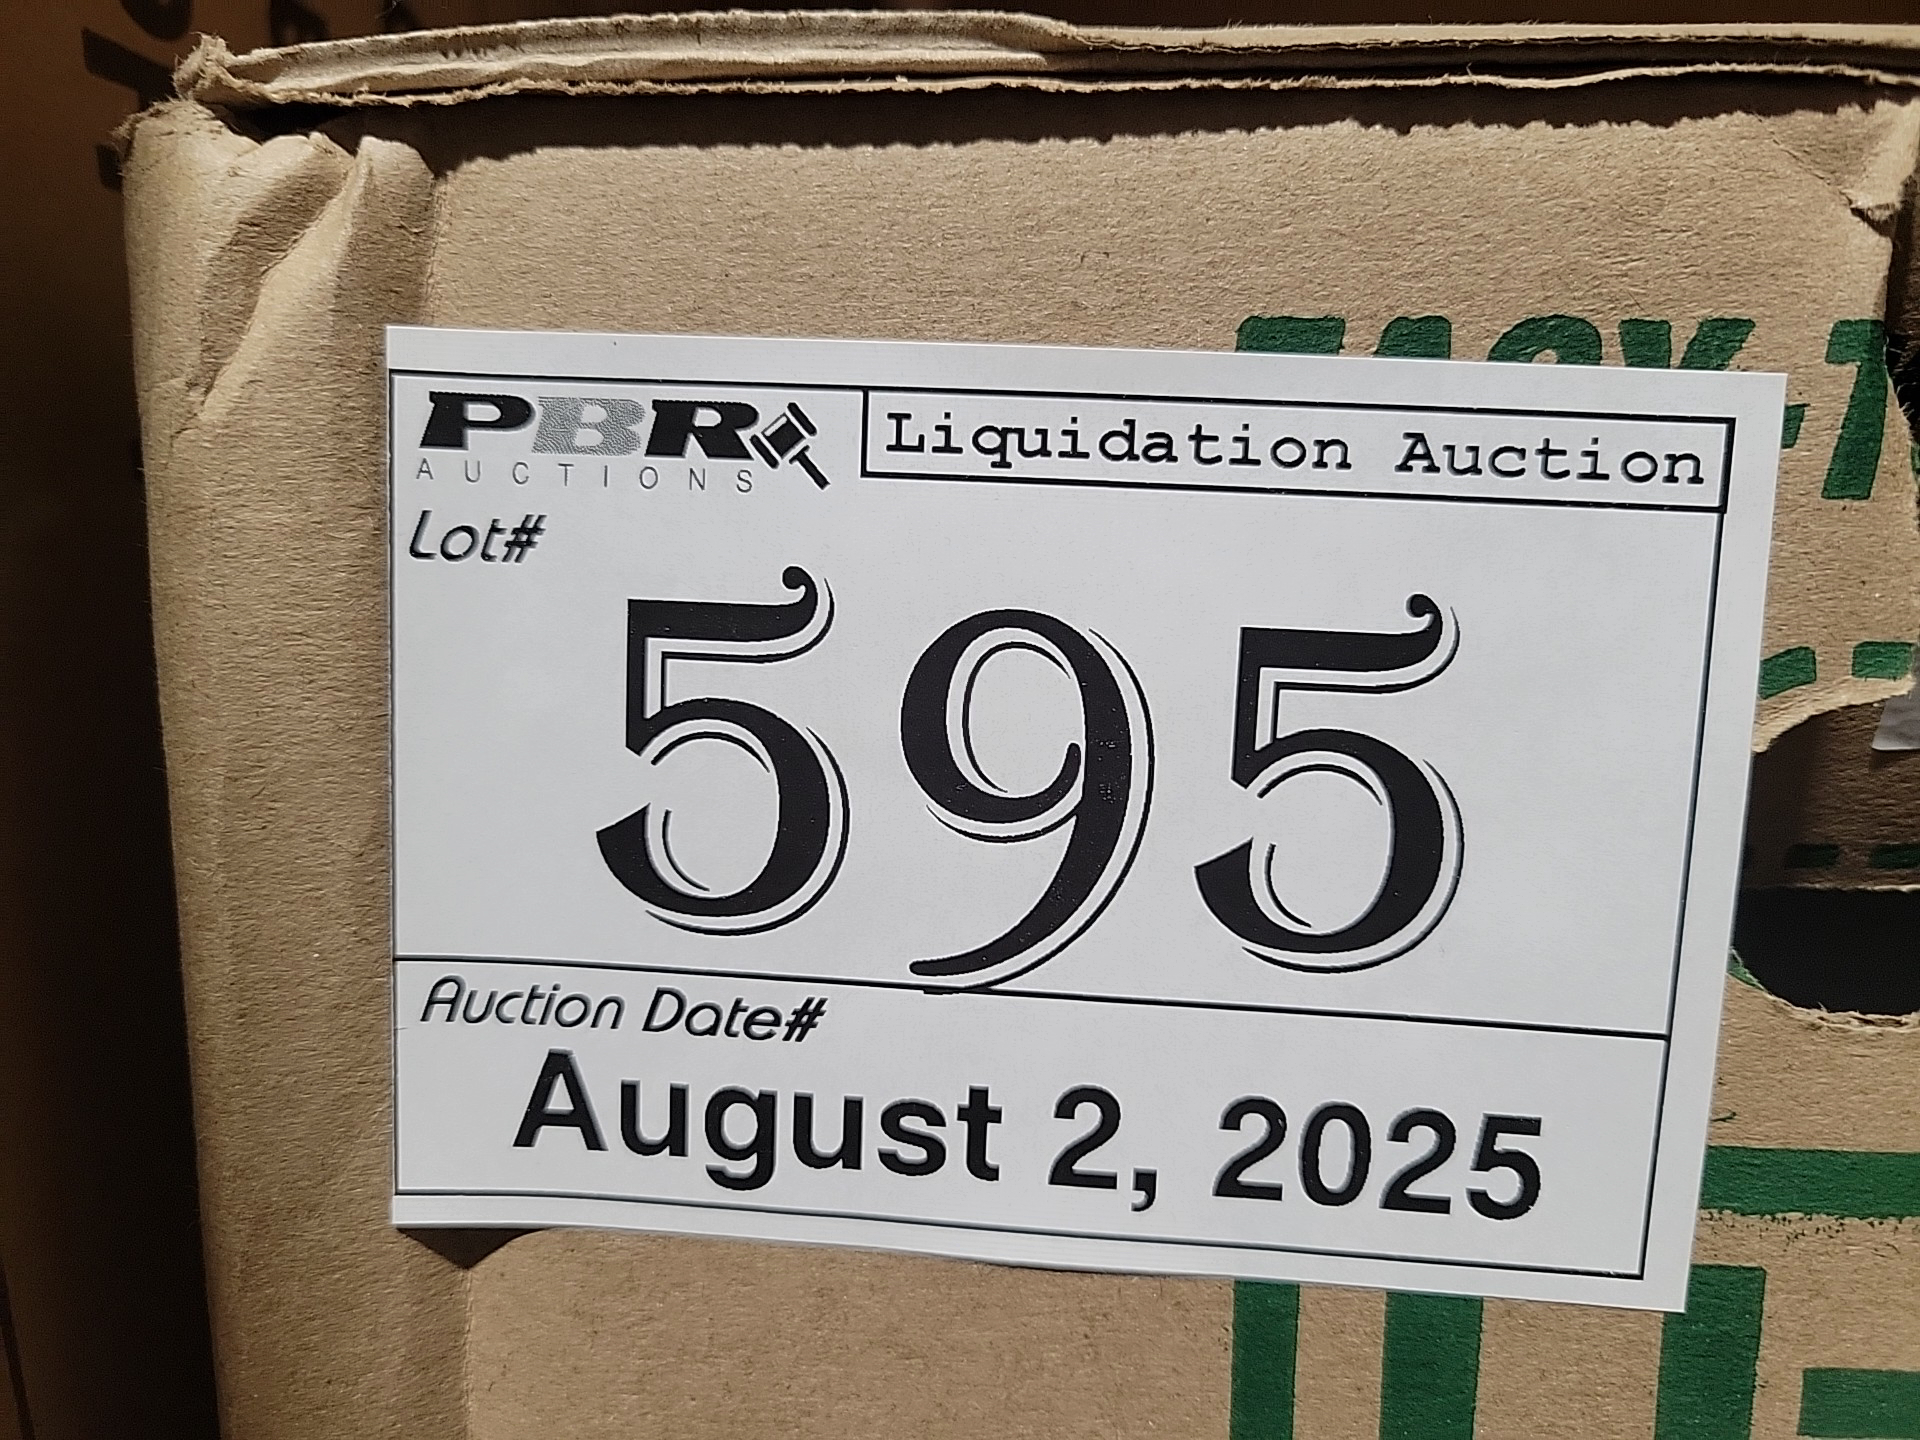 PBR
AUCTIONS
Liquidation Auction
Lot#
595
Auction Date#
August 2, 2025